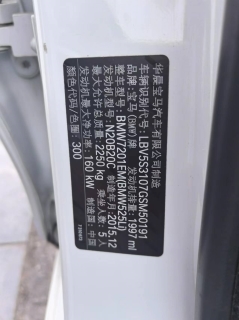 华晨宝马汽车有限公司制造
车辆识别代号: LBV5S3107GSM50191
品牌: 宝马 (BMW) 牌
发动机排量: 1997 ml
型号: BMW7201EM(BMW525Li)
发动机型号: N20B20C 制造年月: 2015.12
最大允许总质量: 2250 kg 乘坐人数: 5 人
发动机最大净功率: 160 kW 制造国: 中国
颜色代码/色圈:
300